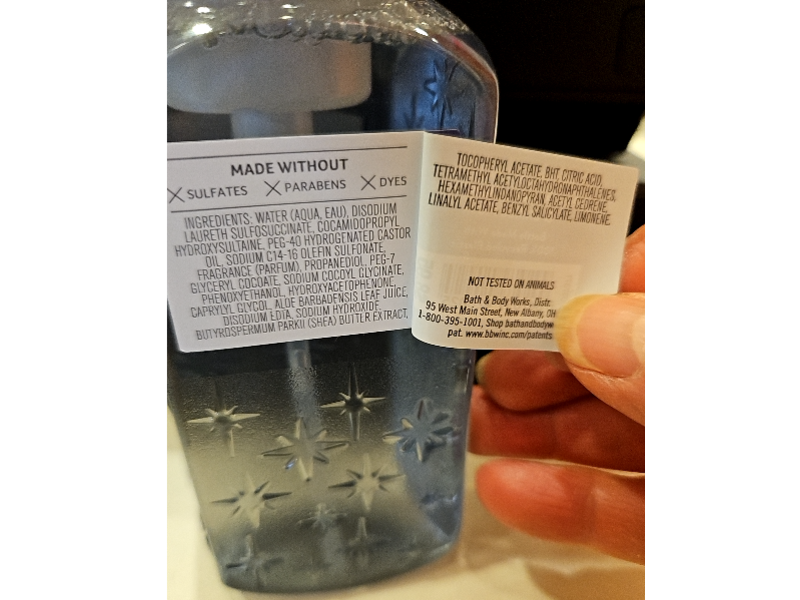 MADE WITHOUT
SULFATES PARABENS DYES
INGREDIENTS: WATER (AQUA, EAU), DISODIUM
LAURETH SULFOSUCCINATE, COCAMIDOPROPYL
HYDROXYSULTAINE, PEG-40 HYDROGENATED CASTOR
OIL, SODIUM C14-16 OLEFIN SULFONATE,
FRAGRANCE (PARFUM), PROPANEDIOL, PEG-7
GLYCERYL COCOATE, SODIUM COCOYL GLYCINATE,
PHENOXYETHANOL, HYDROXYACETOPHENONE,
CAPRYLYL GLYCOL, ALOE BARBADENSIS LEAF JUICE,
DISODIUM EDTA, SODIUM HYDROXIDE,
BUTYROSPERMUM PARKII (SHEA) BUTTER EXTRACT,
TOCOPHERYL ACETATE, BHT, CITRIC ACID,
TETRAMETHYL ACETYLOCTAHYDRONAPHTHALENES,
HEXAMETHYLINDANOPYRAN, ACETYL CEDRENE,
LINALYL ACETATE, BENZYL SALICYLATE, LIMONENE.
NOT TESTED ON ANIMALS
Bath & Body Works, Distr.
95 West Main Street, New Albany, OH
1-800-395-1001, Shop bathandbodyw
pat. www.bbwinc.com/patents